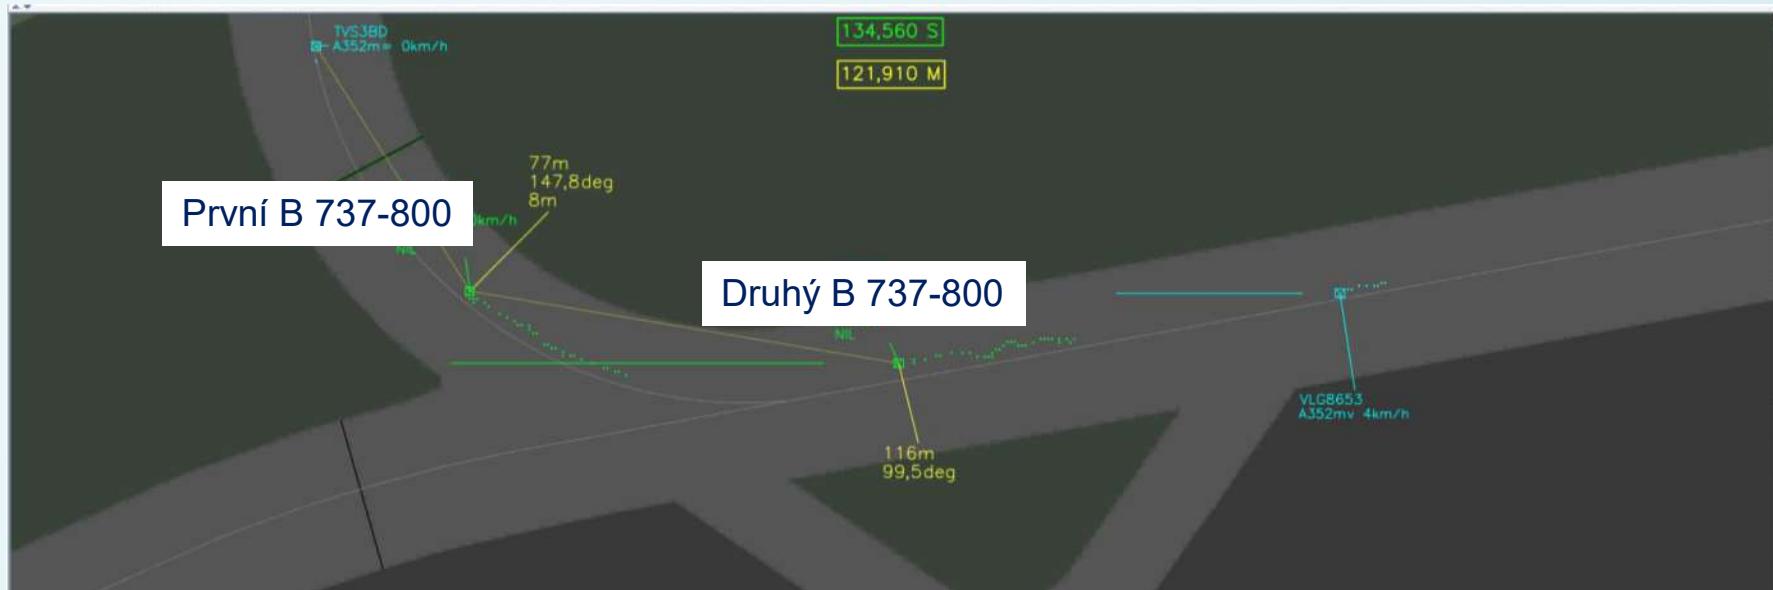 TVS3BD
A352m= 0km/h
134,560 S
121,910 M
77m
147,8deg
8m
První B 737-800
km/h
NIL
Druhý B 737-800
NIL
VLG8653
A352mv 4km/h
116m
99,5deg